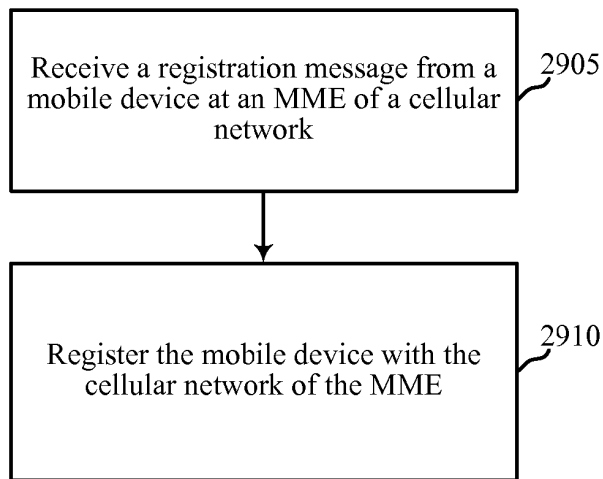 Receive a registration message from a
mobile device at an MME of a cellular
network
2905
Register the mobile device with the
cellular network of the MME
2910